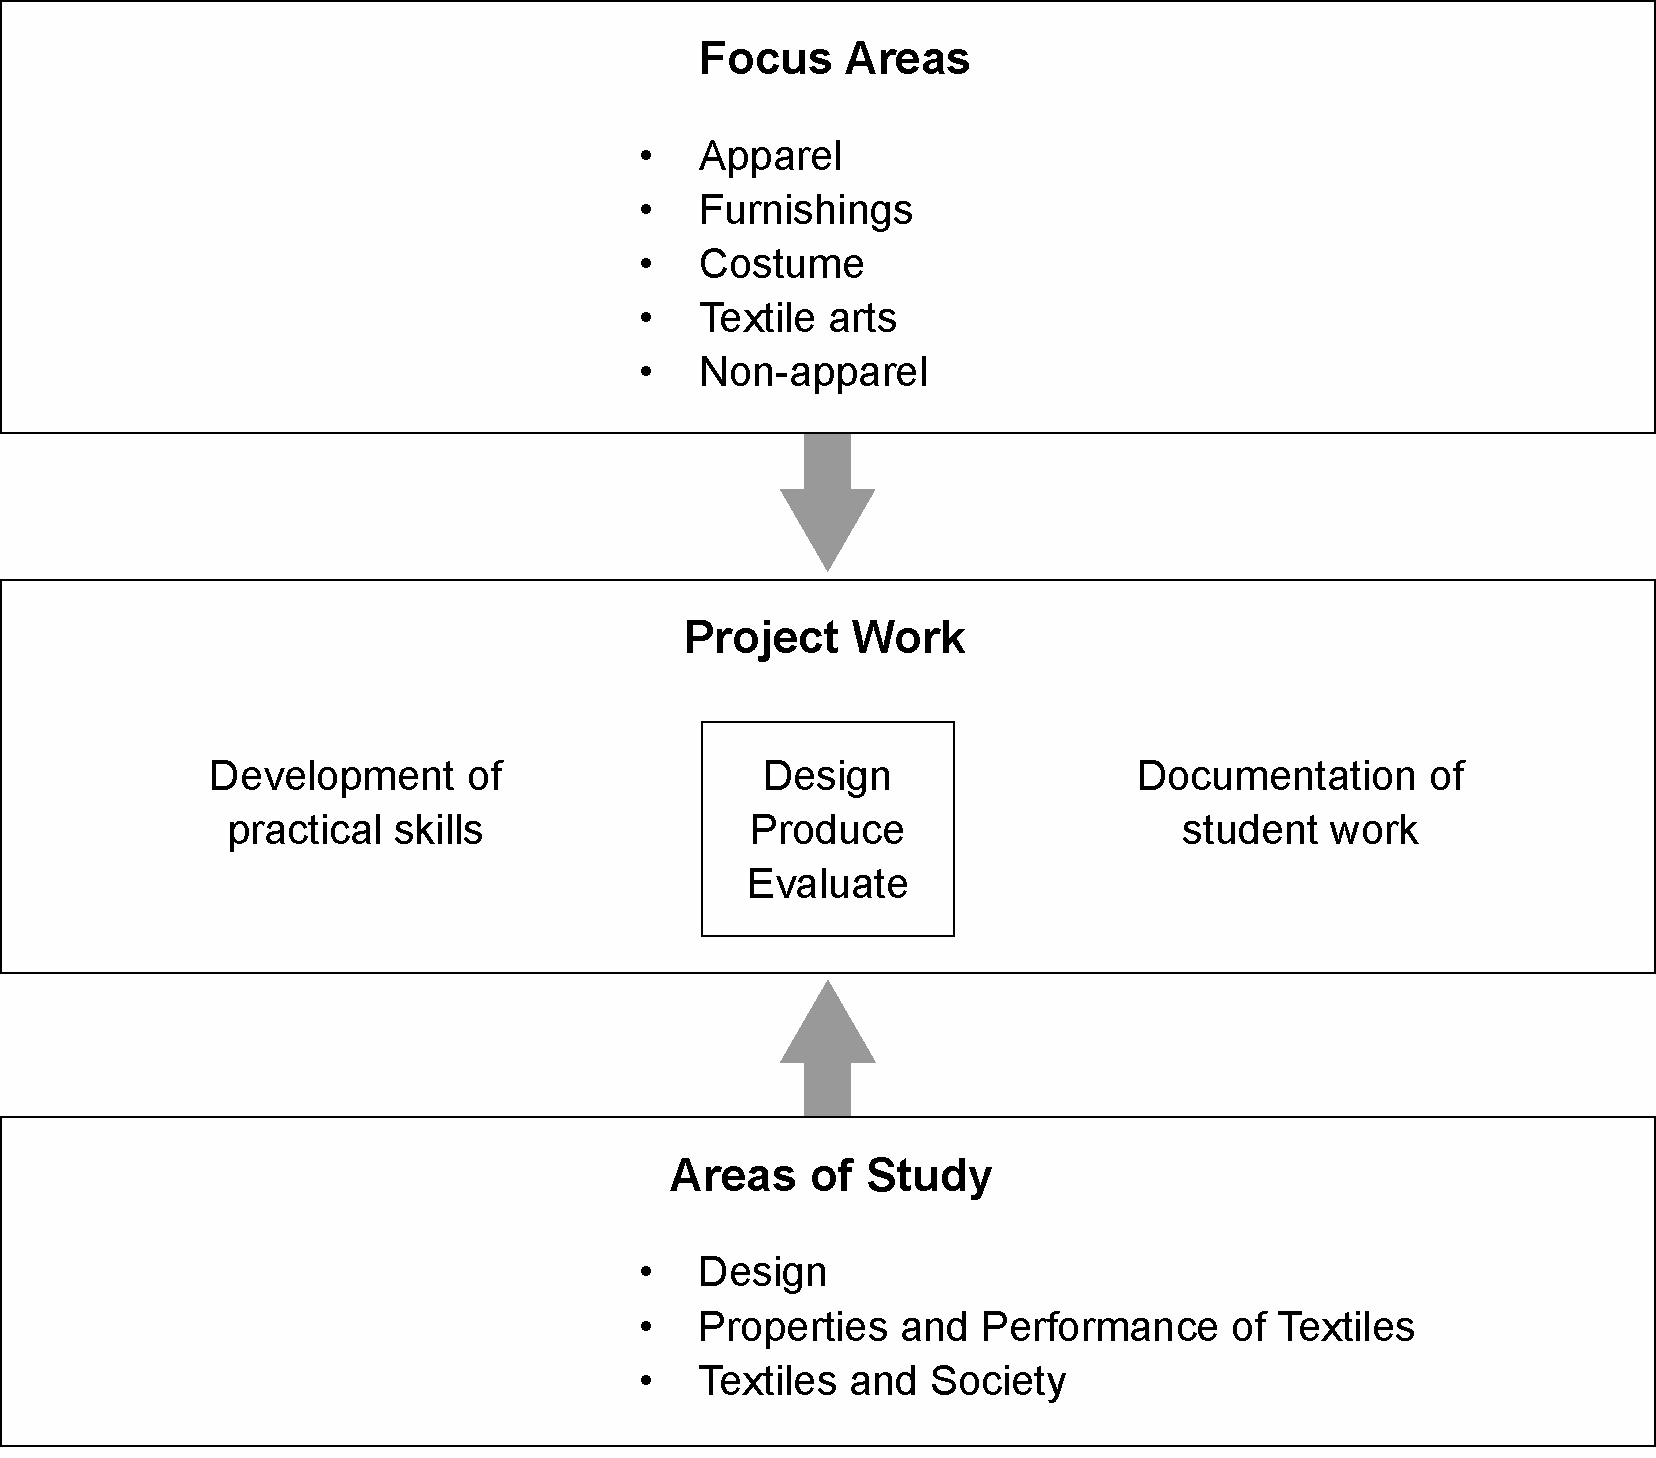 Focus Areas
• Apparel
• Furnishings
• Costume
• Textile arts
• Non-apparel
Project Work
Development of
practical skills
Design
Produce
Evaluate
Documentation of
student work
Areas of Study
• Design
• Properties and Performance of Textiles
• Textiles and Society